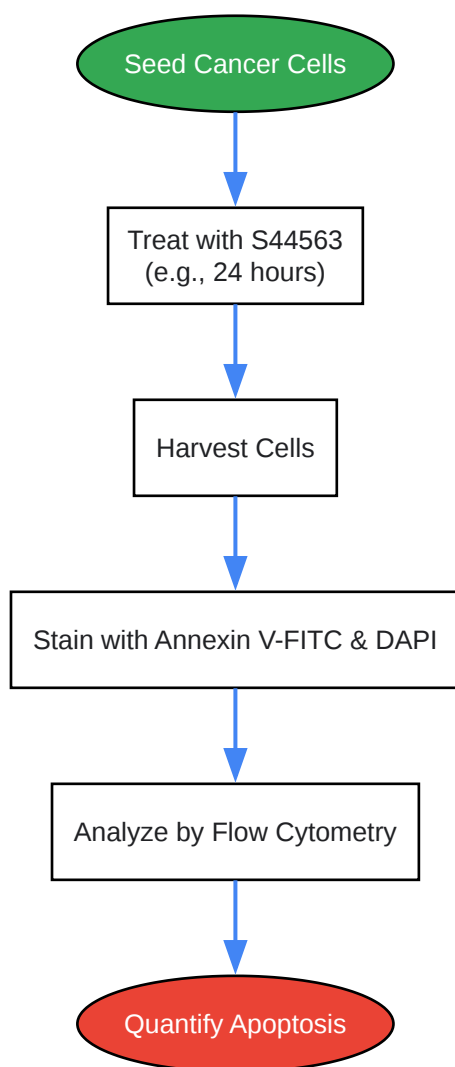 Seed Cancer Cells
Treat with S44563
(e.g., 24 hours)
Harvest Cells
Stain with Annexin V-FITC & DAPI
Analyze by Flow Cytometry
Quantify Apoptosis